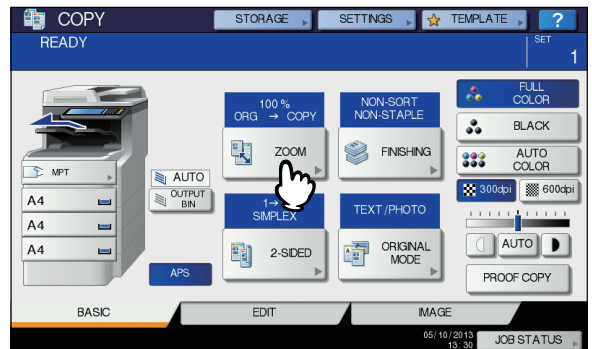 COPY
STORAGE
SETTINGS
TEMPLATE
?
READY
SET
1
100 %
ORG → COPY
NON-SORT
NON-STAPLE
FULL
COLOR
BLACK
AUTO
COLOR
ZOOM
FINISHING
MPT
AUTO
OUTPUT
BIN
300dpi
600dpi
A4
A4
A4
1→
SIMPLEX
TEXT/PHOTO
2-SIDED
ORIGINAL
MODE
AUTO
APS
PROOF COPY
BASIC
EDIT
IMAGE
05/10/2013
13:30
JOB STATUS